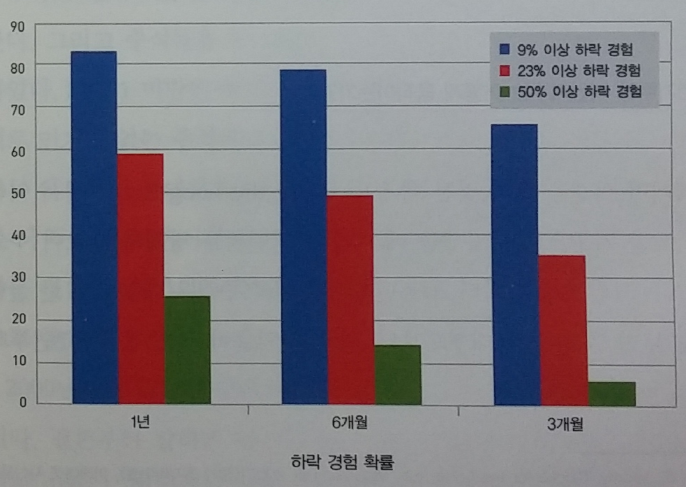 90
80
70
60
50
40
30
20
10
0
9% 이상 하락 경험
23% 이상 하락 경험
50% 이상 하락 경험
1년
6개월
3개월
하락 경험 확률